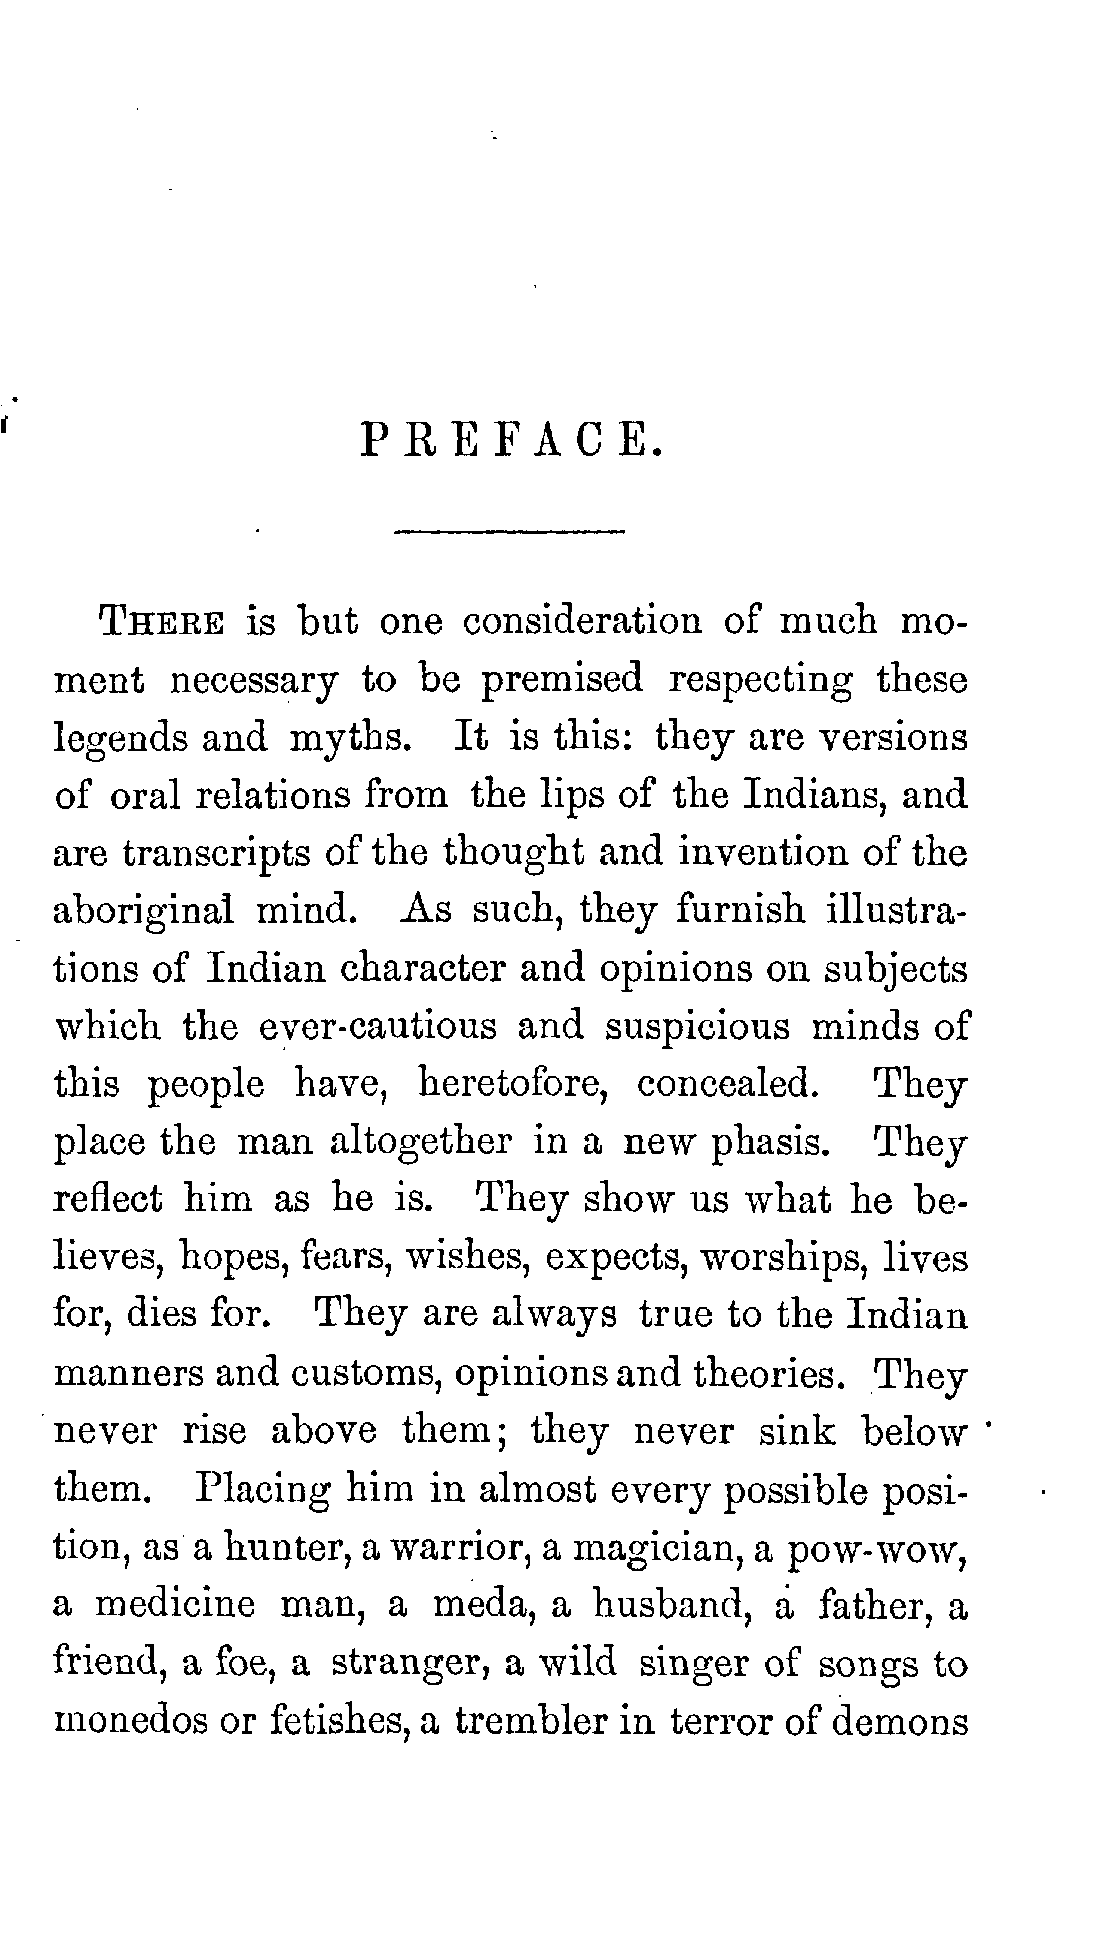 PREFACE.
THERE is but one consideration of much mo-
ment necessary to be premised respecting these
legends and myths. It is this: they are versions
of oral relations from the lips of the Indians, and
are transcripts of the thought and invention of the
aboriginal mind. As such, they furnish illustra-
tions of Indian character and opinions on subjects
which the ever-cautious and suspicious minds of
this people have, heretofore, concealed. They
place the man altogether in a new phasis. They
reflect him as he is. They show us what he be-
lieves, hopes, fears, wishes, expects, worships, lives
for, dies for. They are always true to the Indian
manners and customs, opinions and theories. They
never rise above them; they never sink below
them. Placing him in almost every possible posi-
tion, as a hunter, a warrior, a magician, a pow-wow,
a medicine man, a meda, a husband, a father, a
friend, a foe, a stranger, a wild singer of songs to
monedos or fetishes, a trembler in terror of demons